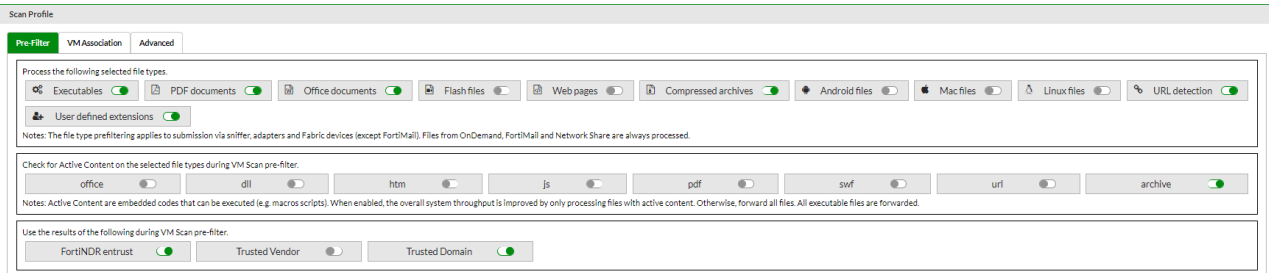 Scan Profile
Pre-Filter VM Association Advanced
Process the following selected file types.
Executables PDF documents Office documents Flash files Web pages Compressed archives Android files Mac files Linux files URL detection
User defined extensions
Notes: The file type prefiltering applies to submission via sniffer, adapters and Fabric devices (except FortiMail). Files from OnDemand, FortiMail and Network Share are always processed.
Check for Active Content on the selected file types during VM Scan pre-filter.
office dll htm js pdf swf url archive
Notes: Active Content are embedded codes that can be executed (e.g. macros scripts). When enabled, the overall system throughput is improved by only processing files with active content. Otherwise, forward all files. All executable files are forwarded.
Use the results of the following during VM Scan pre-filter.
FortiNDR entrust Trusted Vendor Trusted Domain